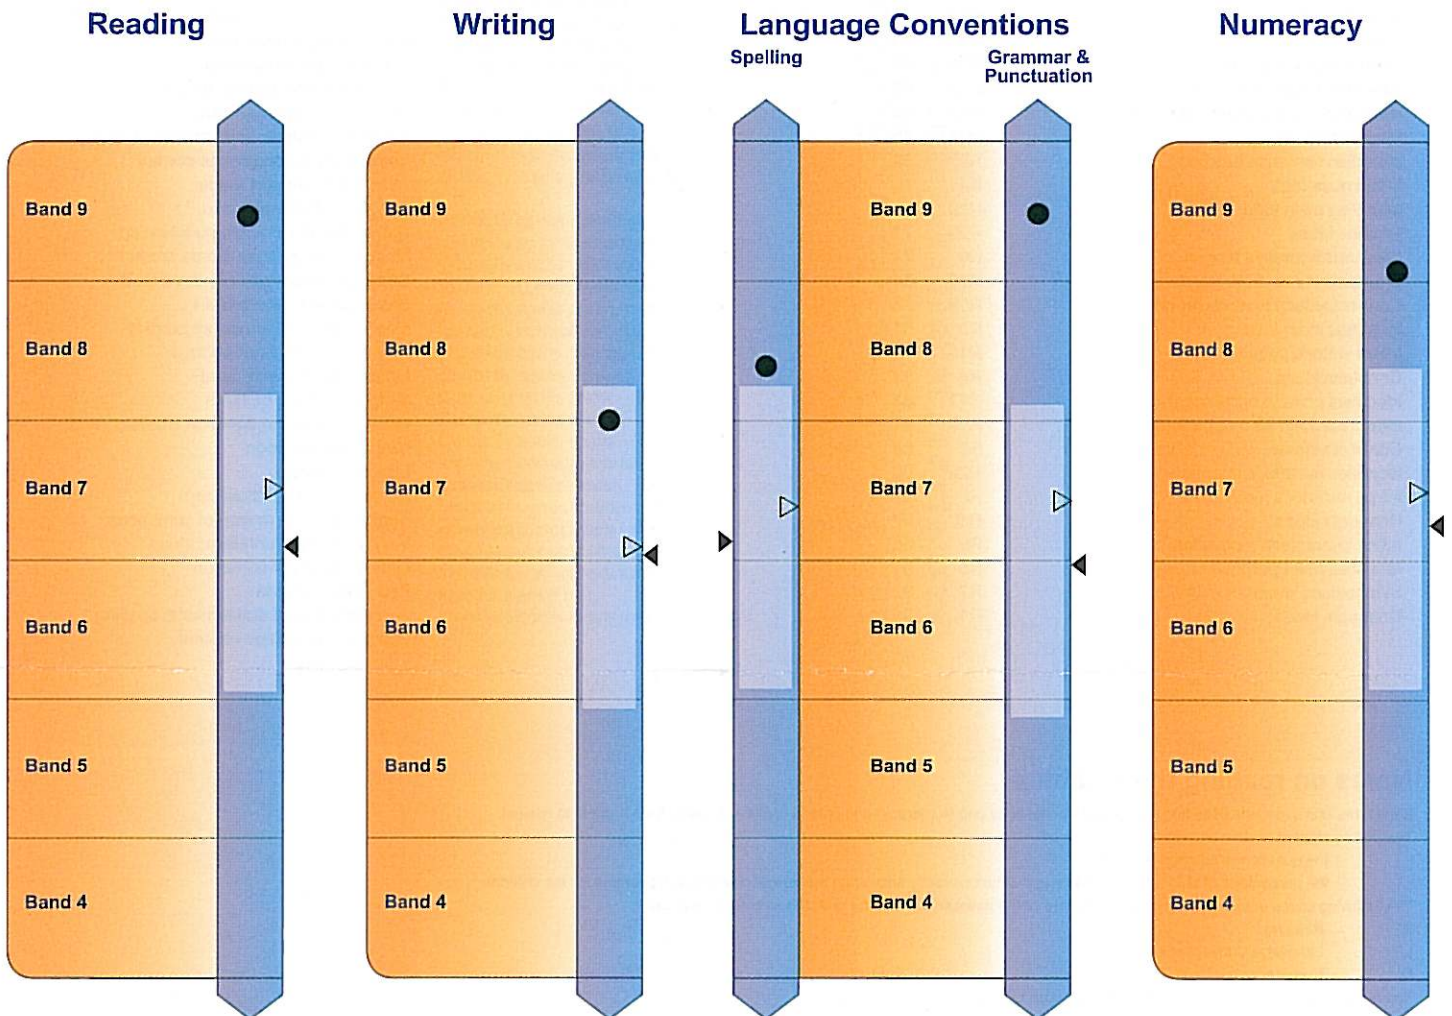 Reading
Writing
Language Conventions
Numeracy
Spelling
Grammar &
Punctuation
Band 9
Band 8
Band 7
Band 6
Band 5
Band 4
Band 9
Band 8
Band 7
Band 6
Band 5
Band 4
Band 9
Band 8
Band 7
Band 6
Band 5
Band 4
Band 9
Band 8
Band 7
Band 6
Band 5
Band 4